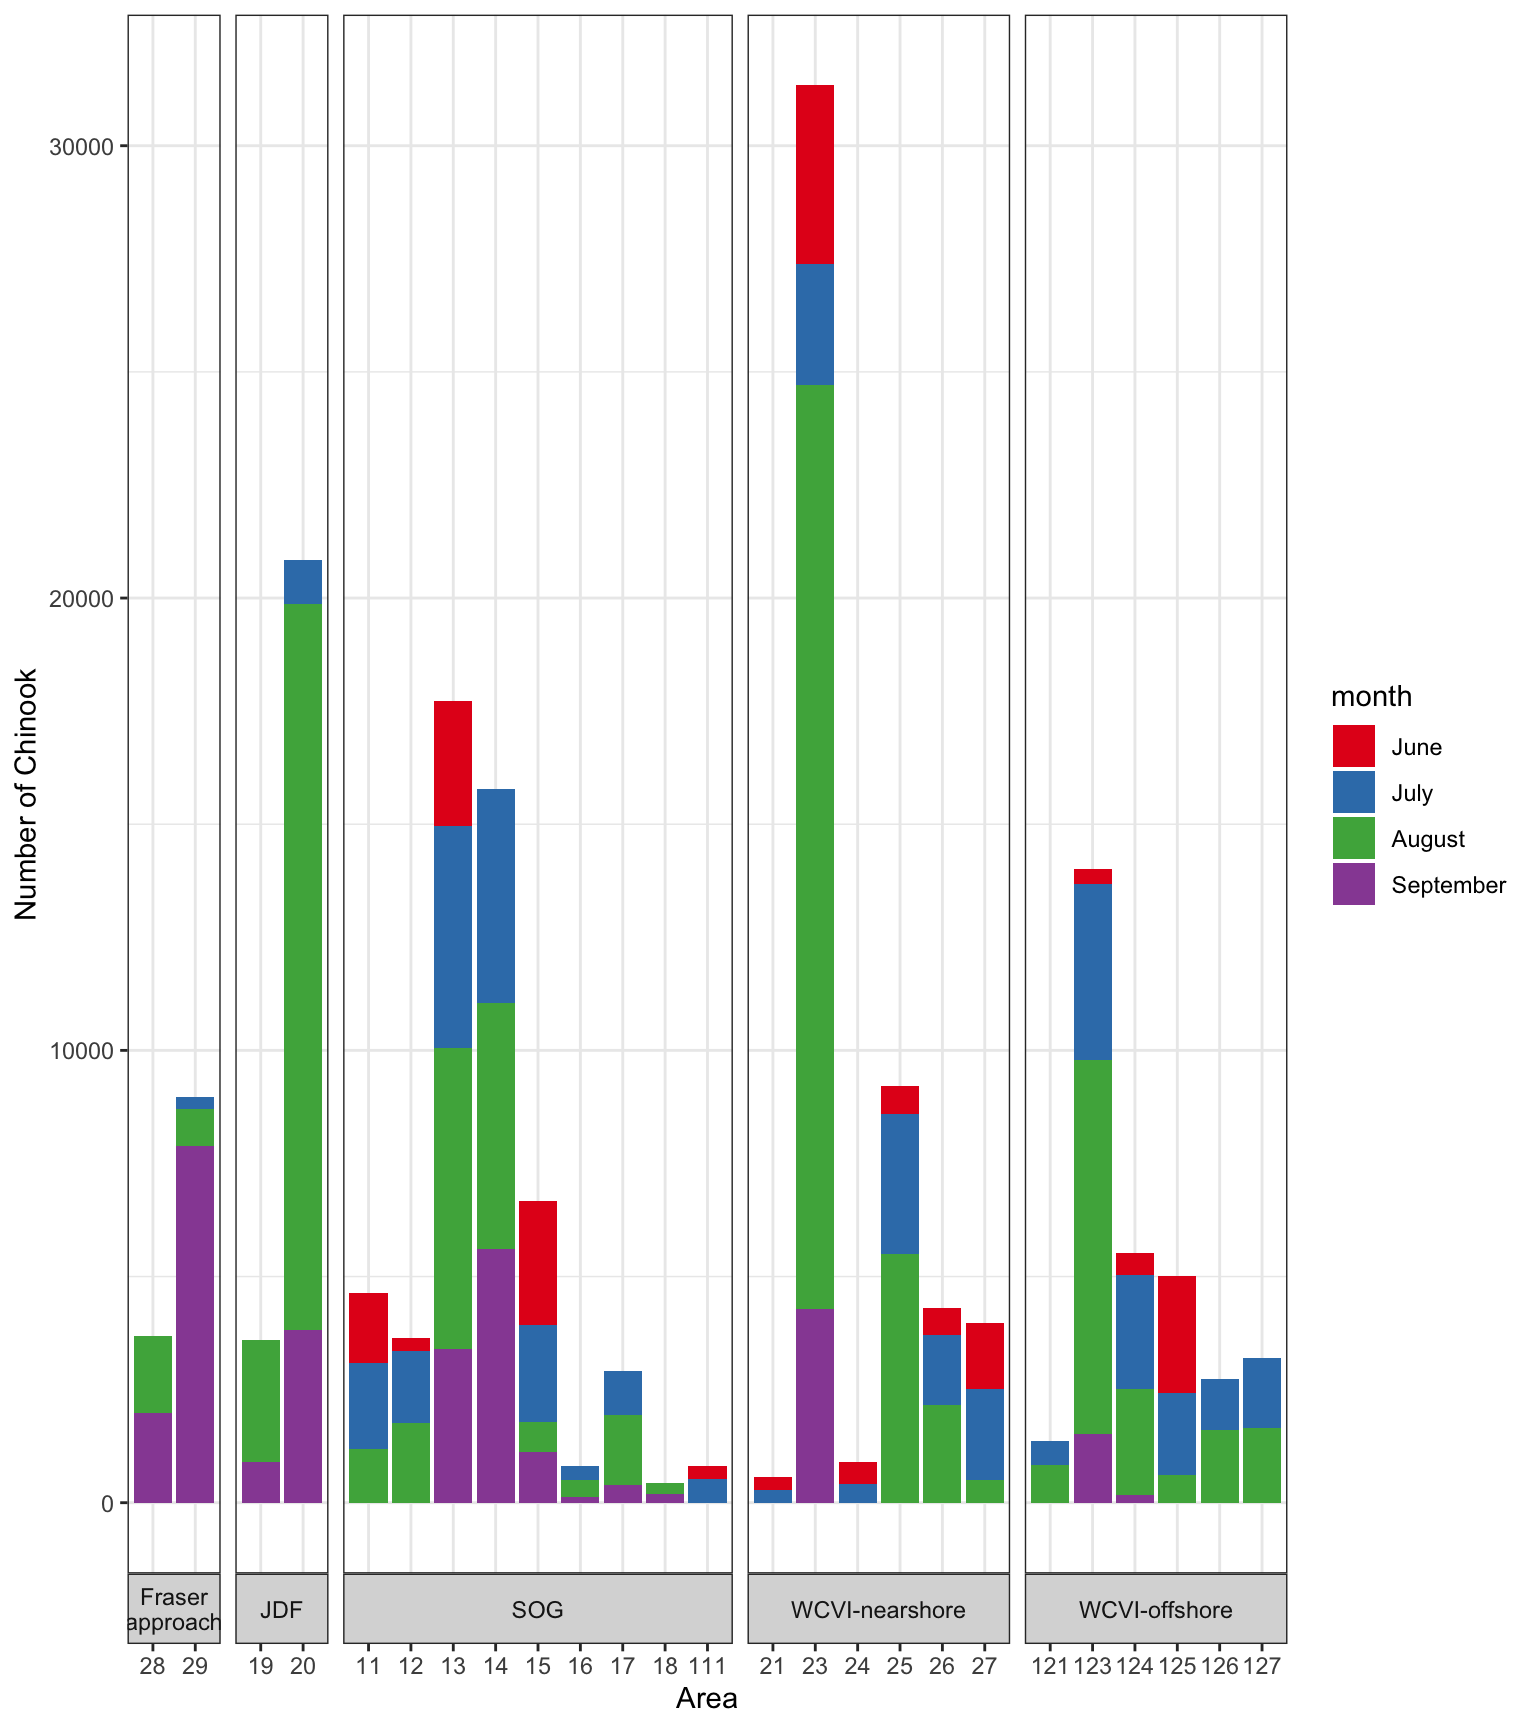 30000
20000
10000
0
Number of Chinook
Fraser
approach
JDF
SOG
WCVI-nearshore
WCVI-offshore
28 29 19 20 11 12 13 14 15 16 17 18 111 21 23 24 25 26 27 121 123 124 125 126 127
Area
month
June
July
August
September